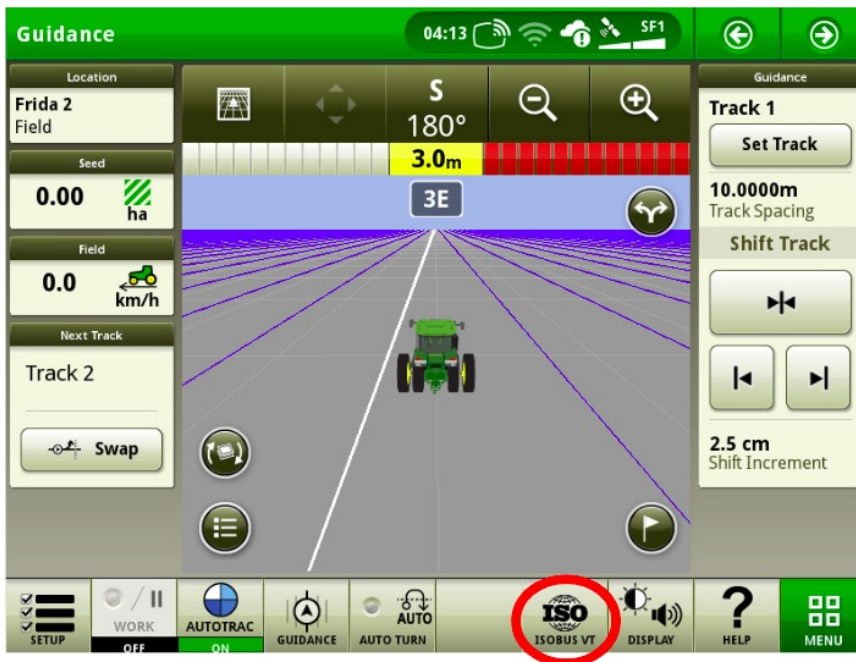 Guidance
04:13
SF1
Location
Frida 2
Field
Seed
0.00
ha
Field
0.0
km/h
Next Track
Track 2
Swap
S
180°
3.0m
3E
Guidance
Track 1
Set Track
10.0000m
Track Spacing
Shift Track
2.5 cm
Shift Increment
SETUP
WORK
OFF
AUTOTRAC
ON
GUIDANCE
AUTO
AUTO TURN
ISO
ISOBUS VT
DISPLAY
?
HELP
MENU